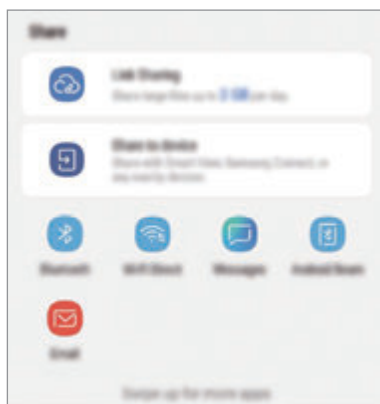 Share
Link Sharing
Share large files up to 2 GB per day.
Share to device
Share with Smart View, Samsung Connect, or
any nearby devices.
Bluetooth
Wi-Fi Direct
Messages
Android Beam
Email
Swipe up for more apps